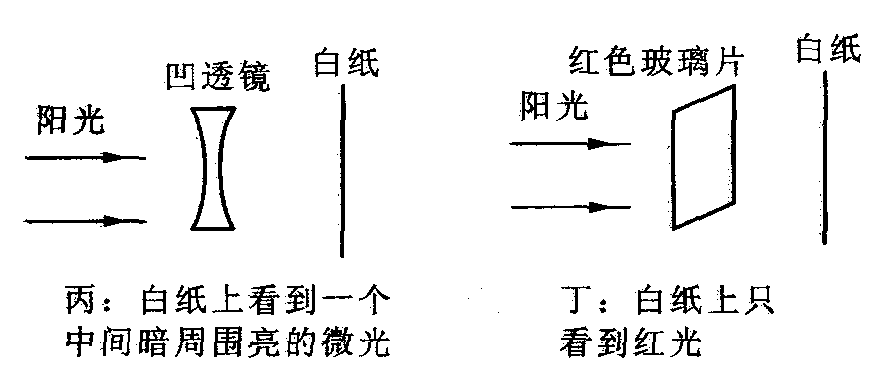 凹透镜
白纸
阳光
丙：白纸上看到一个
中间暗周围亮的微光
红色玻璃片
白纸
阳光
丁：白纸上只
看到红光